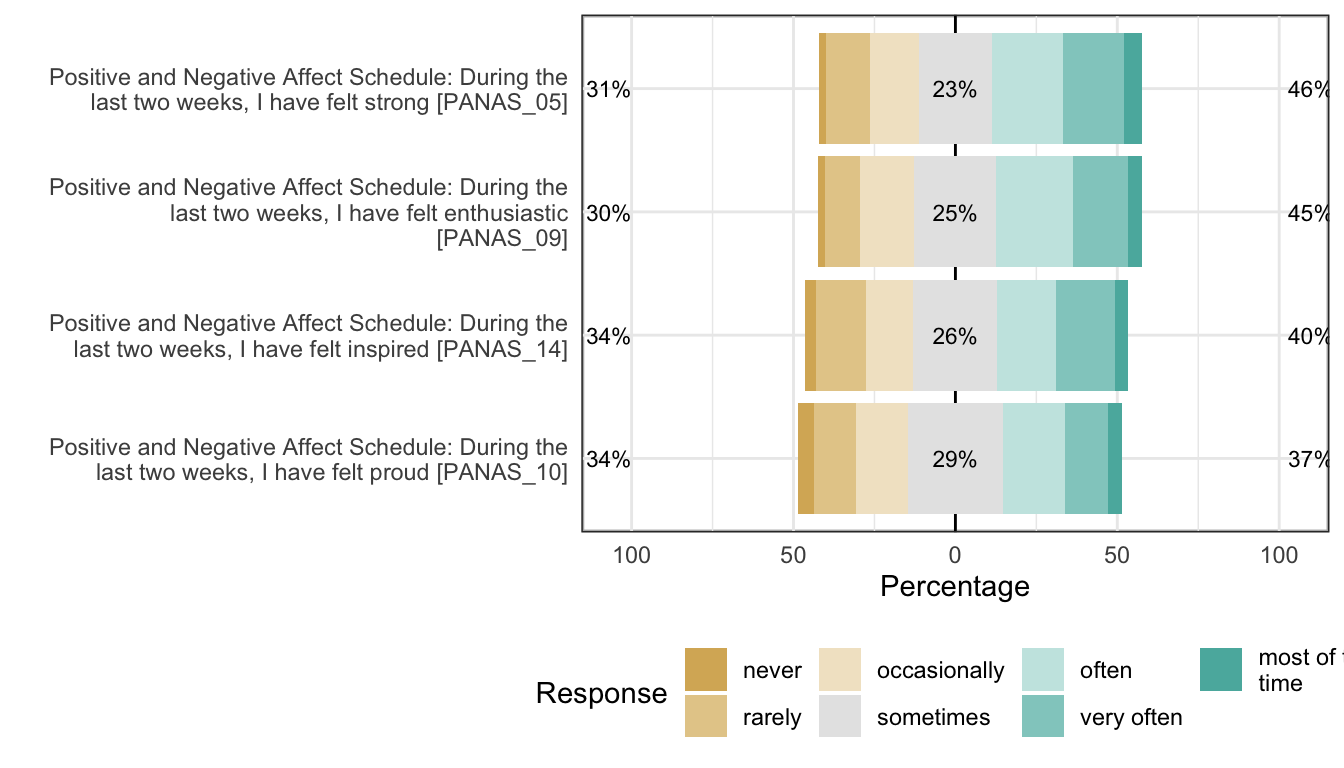 Positive and Negative Affect Schedule: During the
last two weeks, I have felt strong [PANAS_05]
31%
23%
46%
Positive and Negative Affect Schedule: During the
last two weeks, I have felt enthusiastic
[PANAS_09]
30%
25%
45%
Positive and Negative Affect Schedule: During the
last two weeks, I have felt inspired [PANAS_14]
34%
26%
40%
Positive and Negative Affect Schedule: During the
last two weeks, I have felt proud [PANAS_10]
34%
29%
37%
100 50 0 50 100
Percentage
Response
never
occasionally
often
most of
time
rarely
sometimes
very often